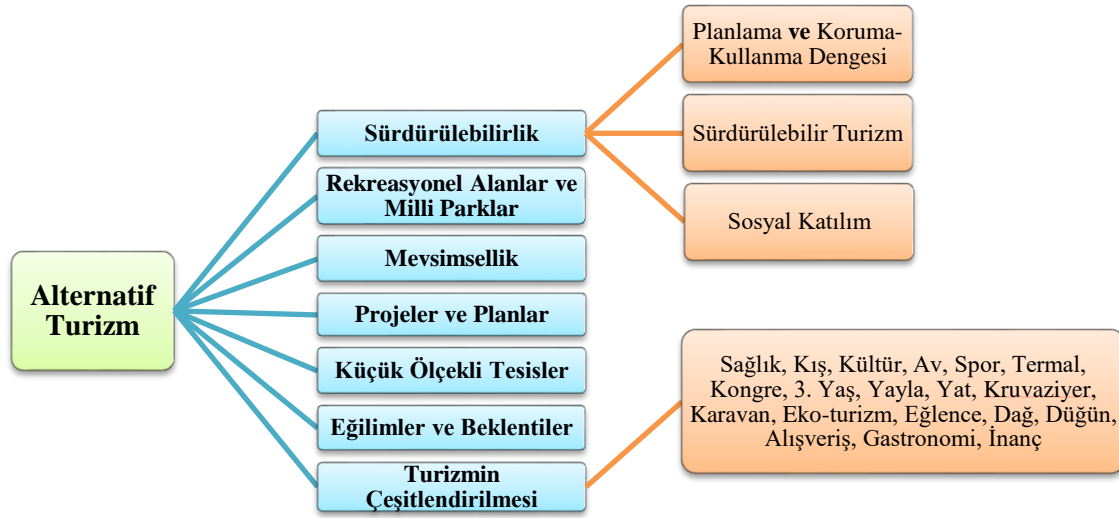 Alternatif
Turizm
Sürdürülebilirlik
Rekreasyonel Alanlar ve
Milli Parklar
Mevsimsellik
Projeler ve Planlar
Küçük Ölçekli Tesisler
Eğilimler ve Beklentiler
Turizmin
Çeşitlendirilmesi
Planlama ve Koruma-
Kullanma Dengesi
Sürdürülebilir Turizm
Sosyal Katılım
Sağlık, Kış, Kültür, Av, Spor, Termal,
Kongre, 3. Yaş, Yayla, Yat, Kruvaziyer,
Karavan, Eko-turizm, Eğlence, Dağ, Düğün,
Alışveriş, Gastronomi, İnanç